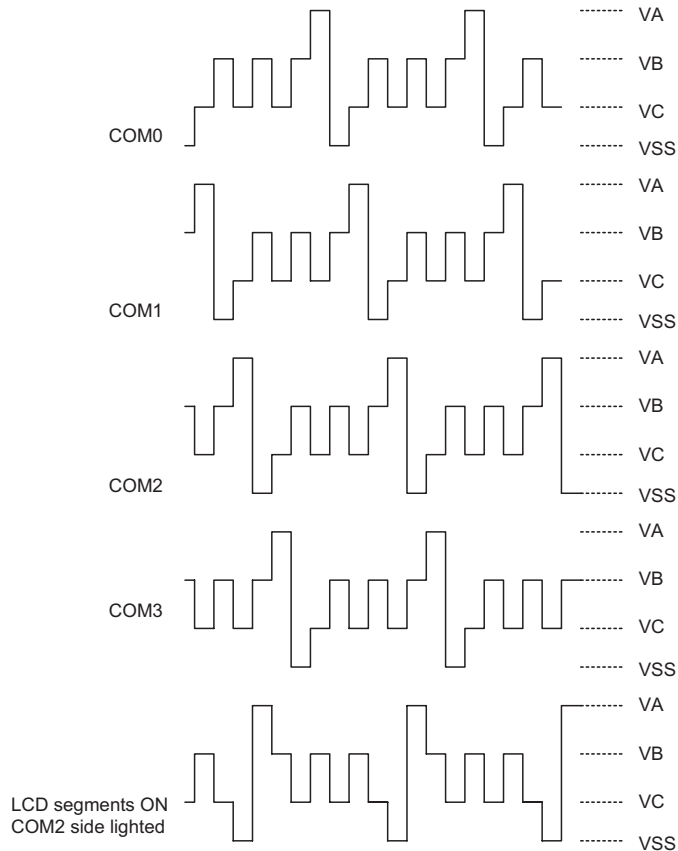 VA
VB
VC
COM0
VSS
VA
VB
VC
COM1
VSS
VA
VB
VC
COM2
VSS
VA
VB
COM3
VC
VSS
VA
VB
LCD segments ON
VC
COM2 side lighted
VSS